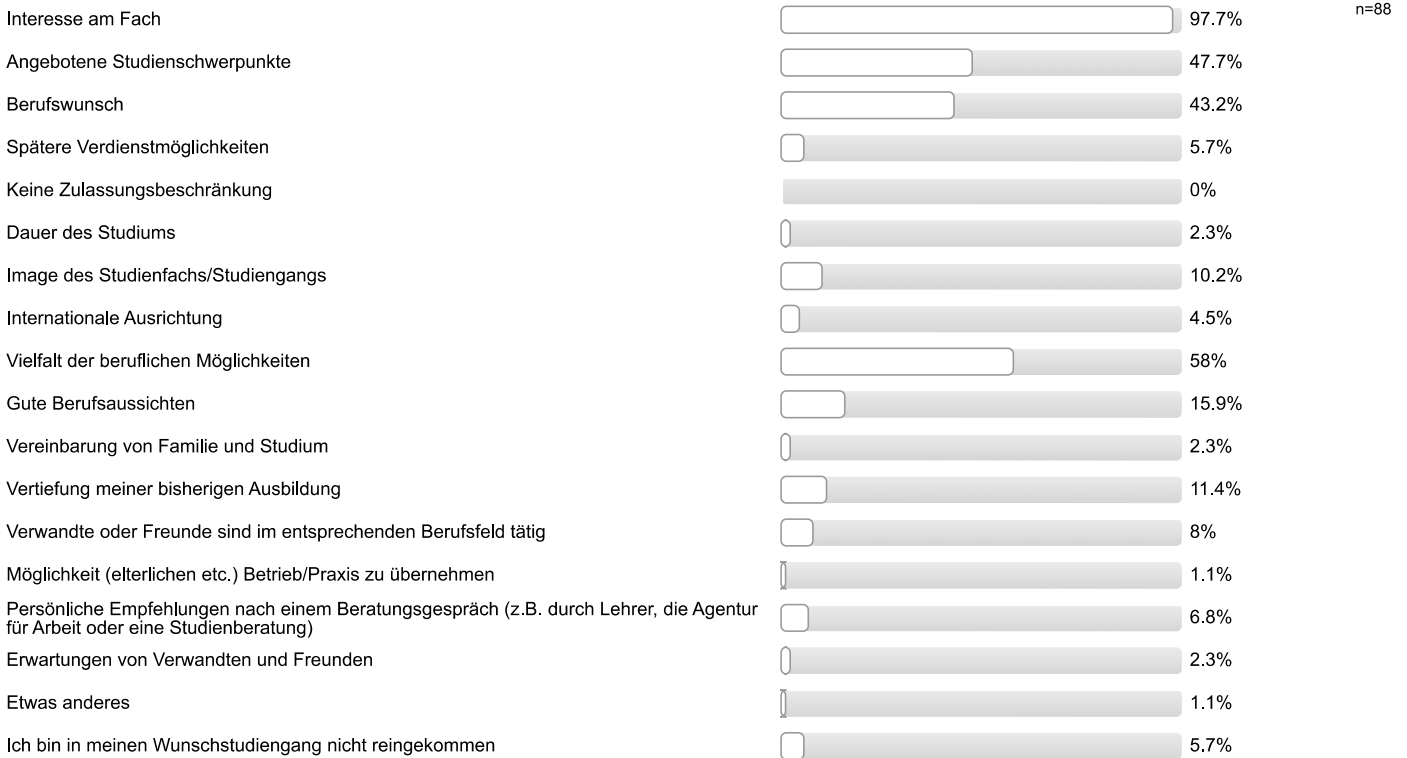 Interesse am Fach 97.7% n=88
Angebotene Studienschwerpunkte 47.7%
Berufswunsch 43.2%
Spätere Verdienstmöglichkeiten 5.7%
Keine Zulassungsbeschränkung 0%
Dauer des Studiums 2.3%
Image des Studienfachs/Studiengangs 10.2%
Internationale Ausrichtung 4.5%
Vielfalt der beruflichen Möglichkeiten 58%
Gute Berufsaussichten 15.9%
Vereinbarung von Familie und Studium 2.3%
Vertiefung meiner bisherigen Ausbildung 11.4%
Verwandte oder Freunde sind im entsprechenden Berufsfeld tätig 8%
Möglichkeit (elterlichen etc.) Betrieb/Praxis zu übernehmen 1.1%
Persönliche Empfehlungen nach einem Beratungsgespräch (z.B. durch Lehrer, die Agentur
für Arbeit oder eine Studienberatung) 6.8%
Erwartungen von Verwandten und Freunden 2.3%
Etwas anderes 1.1%
Ich bin in meinen Wunschstudiengang nicht reingekommen 5.7%